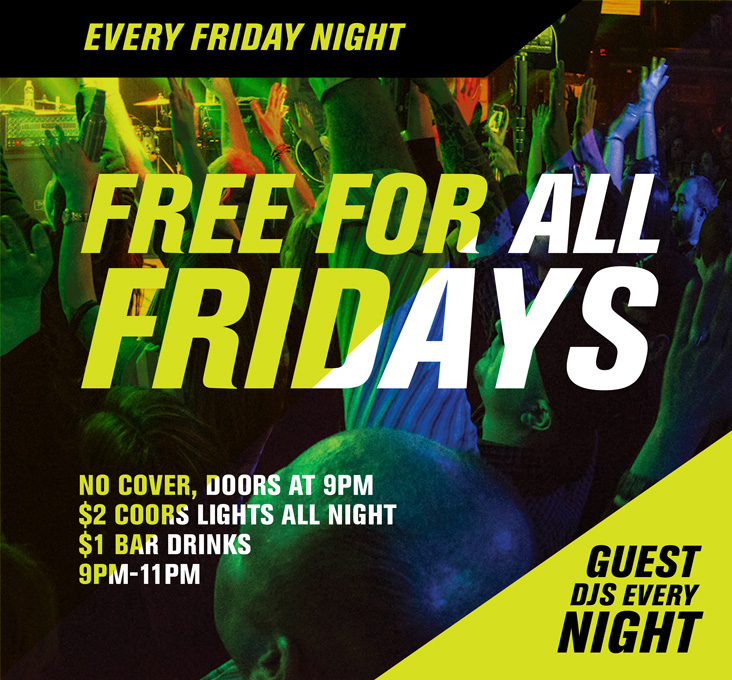 EVERY FRIDAY NIGHT
FREE FOR ALL
FRIDAYS
NO COVER, DOORS AT 9PM
$2 COORS LIGHTS ALL NIGHT
$1 BAR DRINKS
9PM-11PM
GUEST
DJS EVERY
NIGHT